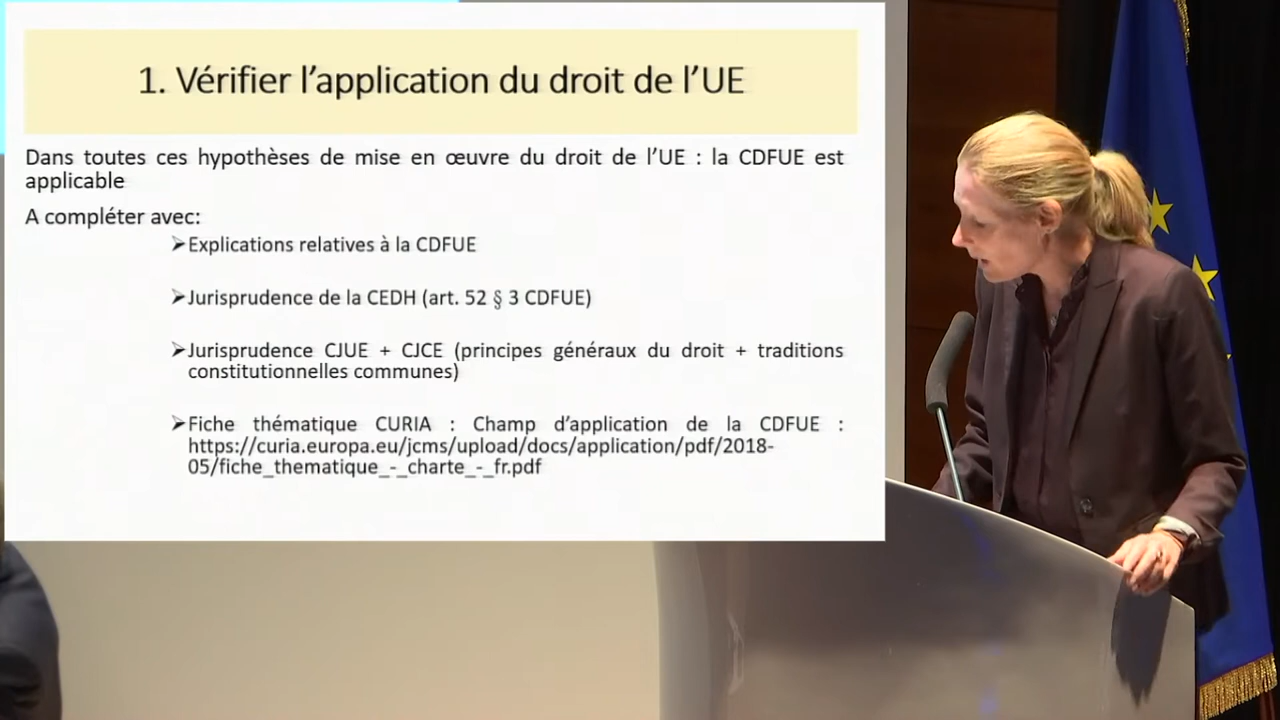 1. Vérifier l’application du droit de l’UE
Dans toutes ces hypothèses de mise en œuvre du droit de l’UE : la CDFUE est
applicable
A compléter avec:
➢Explications relatives à la CDFUE
➢Jurisprudence de la CEDH (art. 52 § 3 CDFUE)
➢Jurisprudence CJUE + CJCE (principes généraux du droit + traditions
constitutionnelles communes)
➢Fiche thématique CURIA : Champ d’application de la CDFUE :
https://curia.europa.eu/jcms/upload/docs/application/pdf/2018-
05/fiche_thematique_-_charte_-_fr.pdf